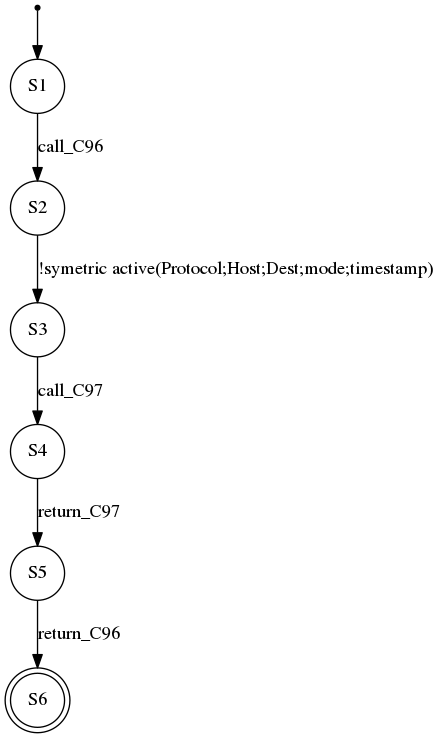 S1
call_C96
S2
!symetric active(Protocol;Host;Dest;mode;timestamp)
S3
call_C97
S4
return_C97
S5
return_C96
S6